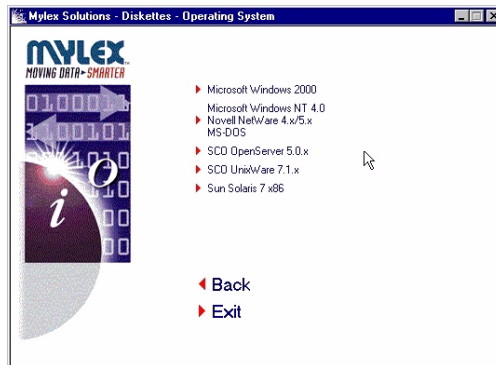 Mylex Solutions - Diskettes - Operating System
MYLEX
MOVING DATA SMARTER
Microsoft Windows 2000
Microsoft Windows NT 4.0
Novell NetWare 4.x/5.x
MS-DOS
SCO OpenServer 5.0.x
SCO UnixWare 7.1.x
Sun Solaris 7 x86
i o
Back
Exit